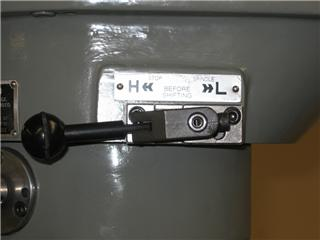 STOP SPINDLE
H « BEFORE » L
SHIFTING